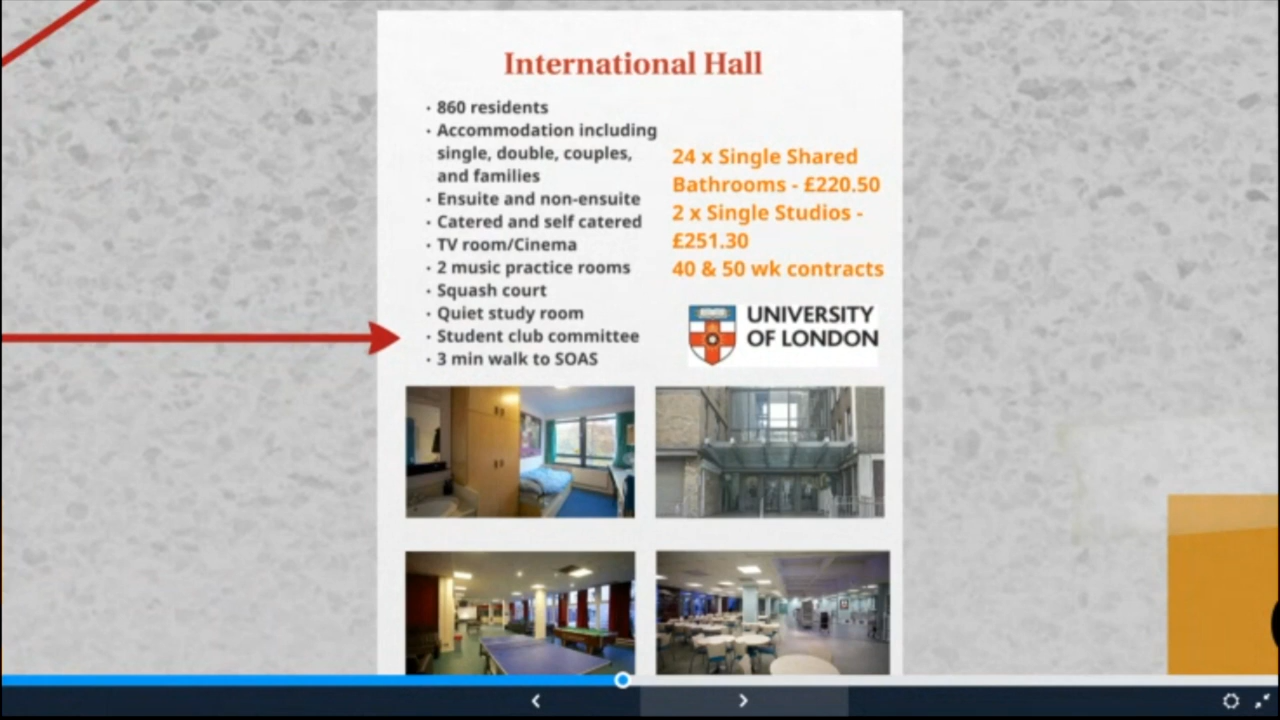 International Hall
· 860 residents
· Accommodation including
single, double, couples,
and families
· Ensuite and non-ensuite
· Catered and self catered
· TV room/Cinema
· 2 music practice rooms
· Squash court
· Quiet study room
· Student club committee
· 3 min walk to SOAS
24 x Single Shared
Bathrooms - £220.50
2 x Single Studios -
£251.30
40 & 50 wk contracts
UNIVERSITY
OF LONDON